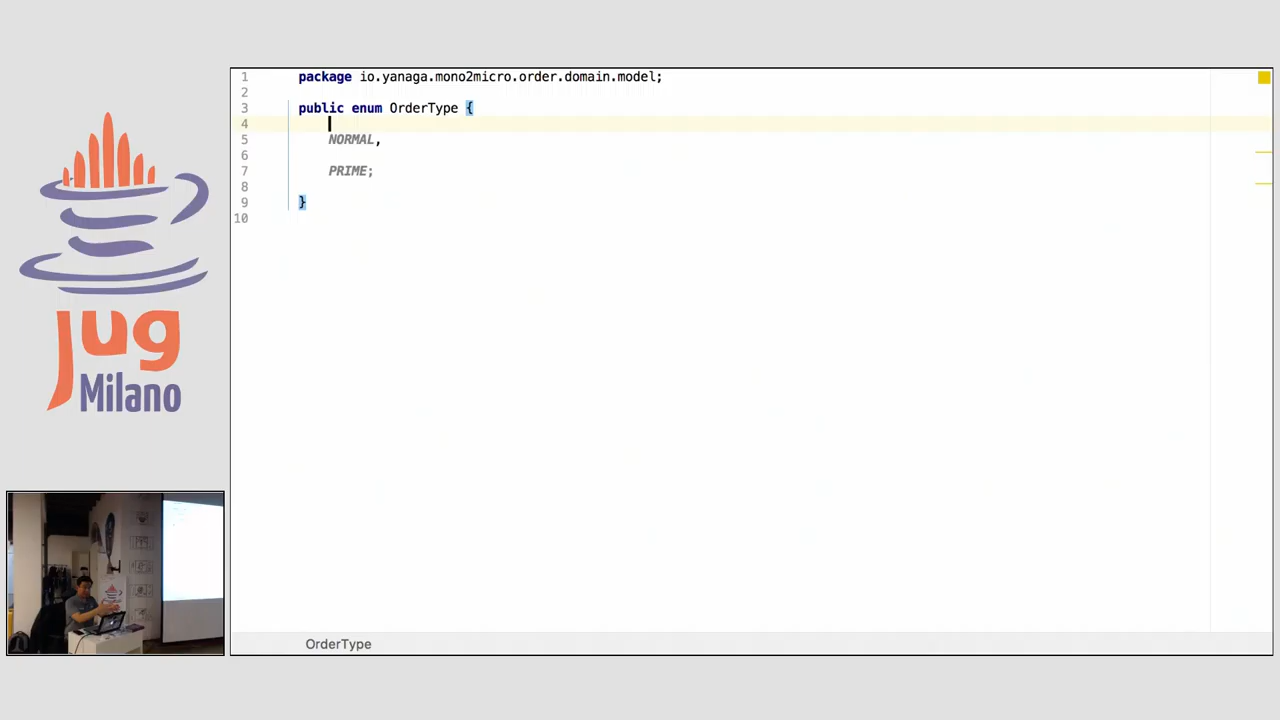 jug
Milano
1 package io.yanaga.mono2micro.order.domain.model;
2
3 public enum OrderType {
4
5 NORMAL,
6
7 PRIME;
8
9 }
10
OrderType